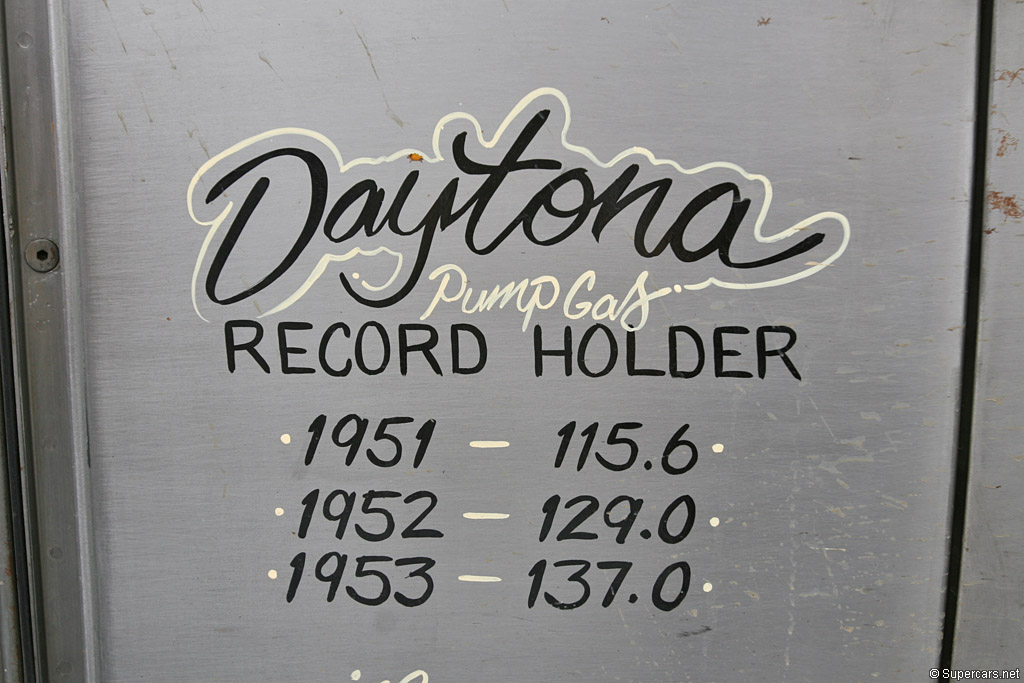 Daytona
Pump Gas
RECORD HOLDER
· 1951 – 115.6 ·
· 1952 – 129.0 ·
· 1953 – 137.0 ·
© Supercars.net